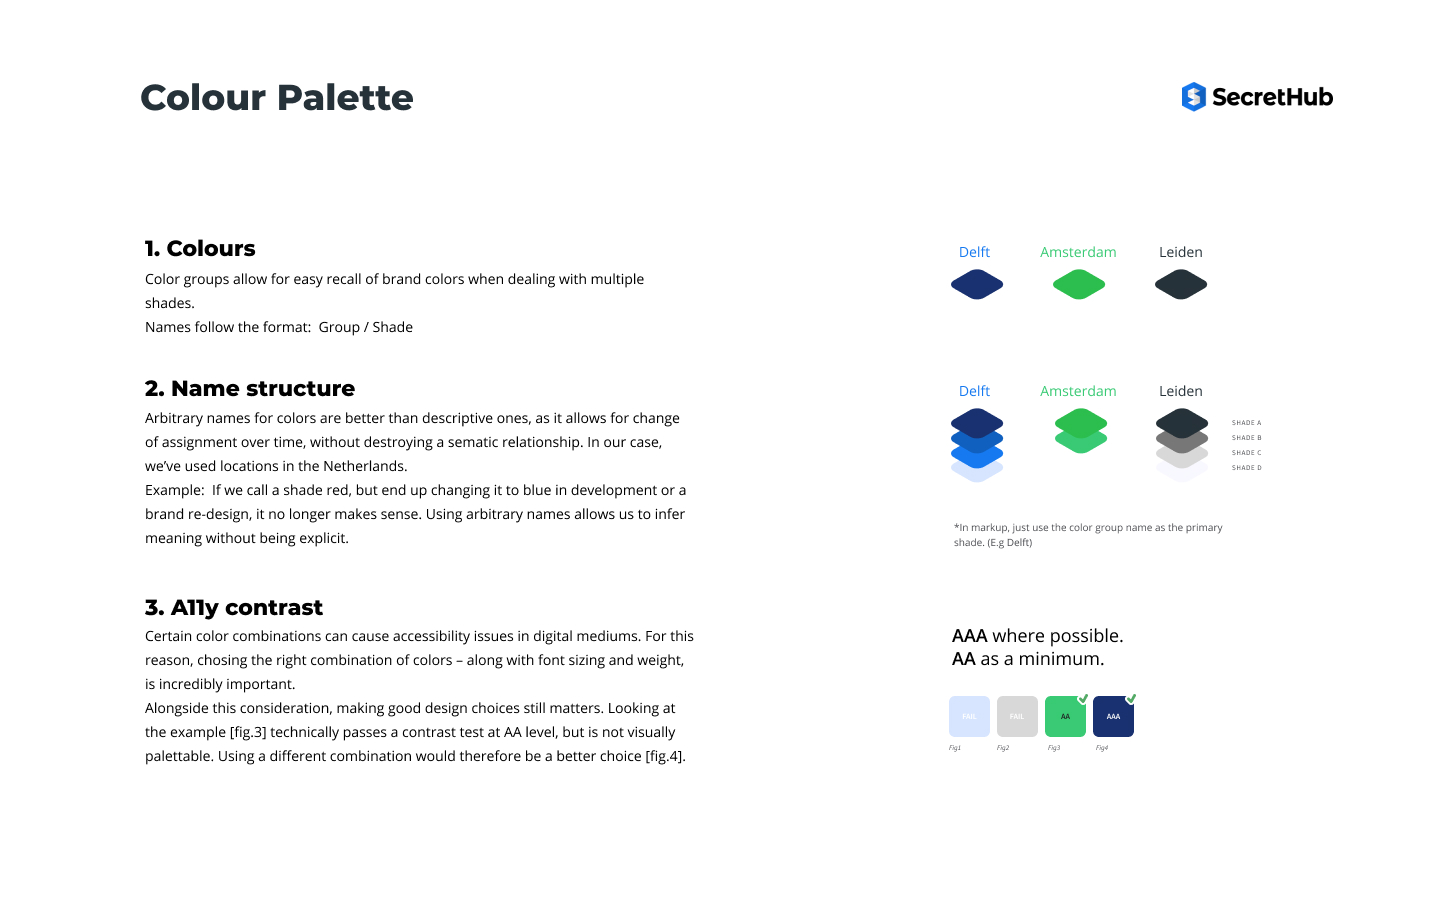 Colour Palette
SecretHub
1. Colours
Color groups allow for easy recall of brand colors when dealing with multiple
shades.
Names follow the format:  Group / Shade
Delft
Amsterdam
Leiden
2. Name structure
Arbitrary names for colors are better than descriptive ones, as it allows for change
of assignment over time, without destroying a sematic relationship. In our case,
we've used locations in the Netherlands.
Example:  If we call a shade red, but end up changing it to blue in development or a
brand re-design, it no longer makes sense. Using arbitrary names allows us to infer
meaning without being explicit.
Delft
Amsterdam
Leiden
SHADE A
SHADE B
SHADE C
SHADE D
*In markup, just use the color group name as the primary
shade. (E.g Delft)
3. A11y contrast
Certain color combinations can cause accessibility issues in digital mediums. For this
reason, chosing the right combination of colors – along with font sizing and weight,
is incredibly important.
Alongside this consideration, making good design choices still matters. Looking at
the example [fig.3] technically passes a contrast test at AA level, but is not visually
palettable. Using a different combination would therefore be a better choice [fig.4].
AAA where possible.
AA as a minimum.
FAIL
FAIL
AA
AAA
Fig1
Fig2
Fig3
Fig4